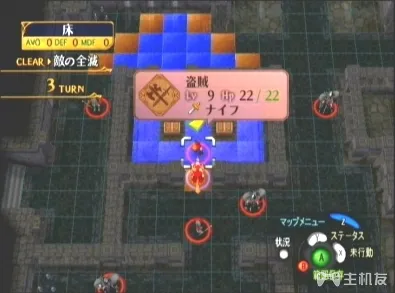 床
AVO 0 DEF 0 MDF 0
CLEAR ▸ 敵の全滅
3 TURN
盗賊
Lv 9 Hp 22/22
ナイフ
マップメニュー Z
ステータス
状況 Y X 未行動
B A
主机友